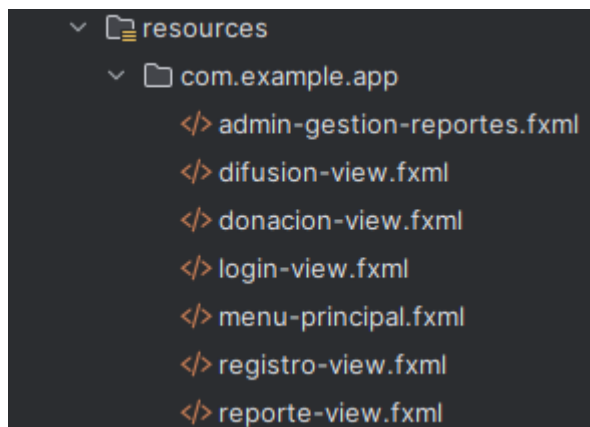 resources
com.example.app
</> admin-gestion-reportes.fxml
</> difusion-view.fxml
</> donacion-view.fxml
</> login-view.fxml
</> menu-principal.fxml
</> registro-view.fxml
</> reporte-view.fxml